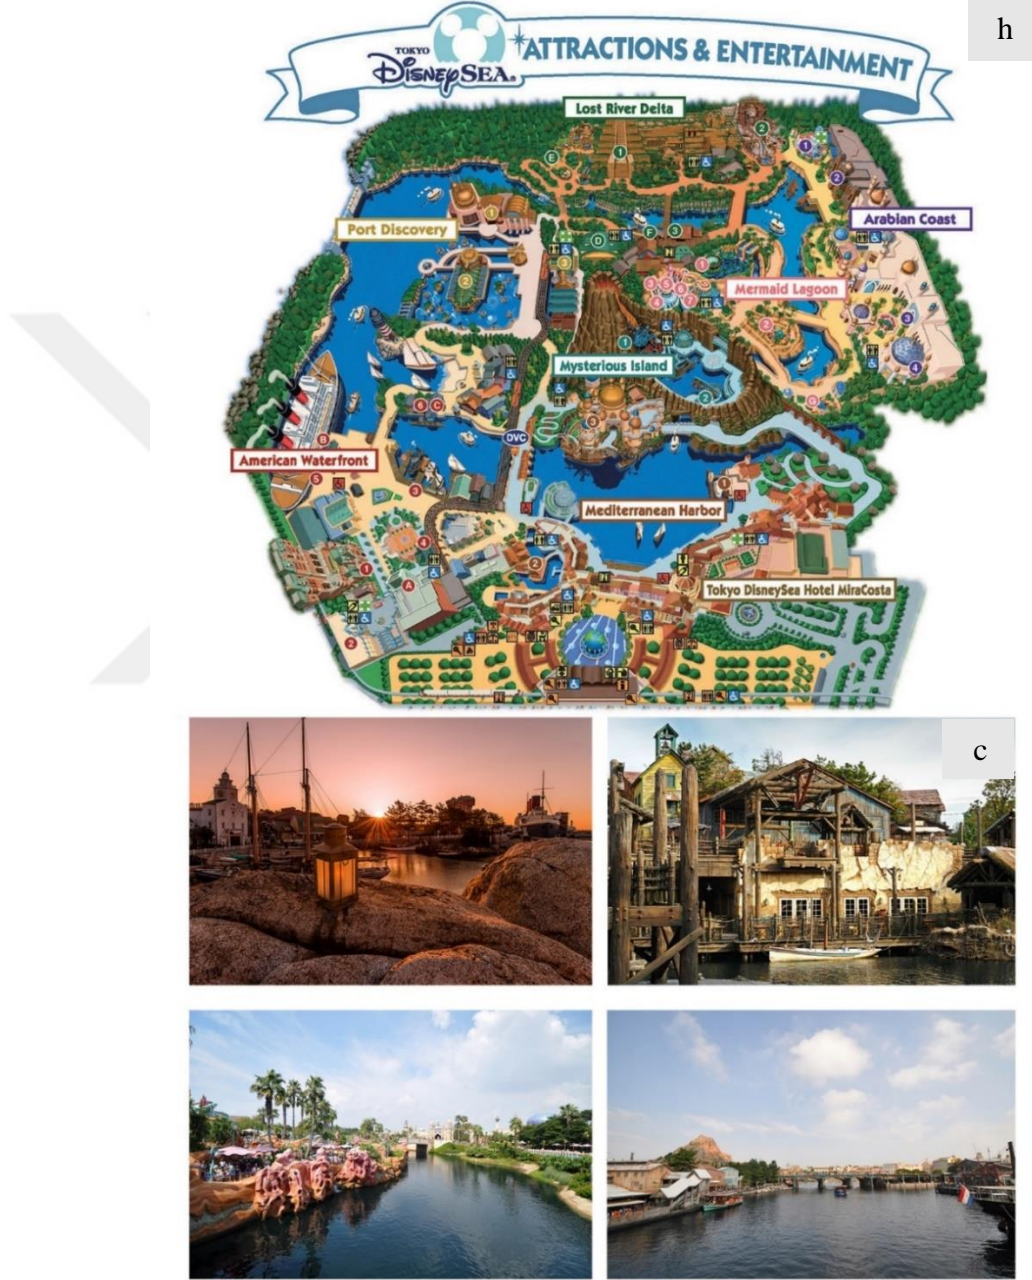 h
TOKYO
DISNEYSEA® ATTRACTIONS & ENTERTAINMENT
Lost River Delta
Arabian Coast
Port Discovery
Mermaid Lagoon
Mysterious Island
DVC
American Waterfront
Mediterranean Harbor
Tokyo DisneySea Hotel MiraCosta
c